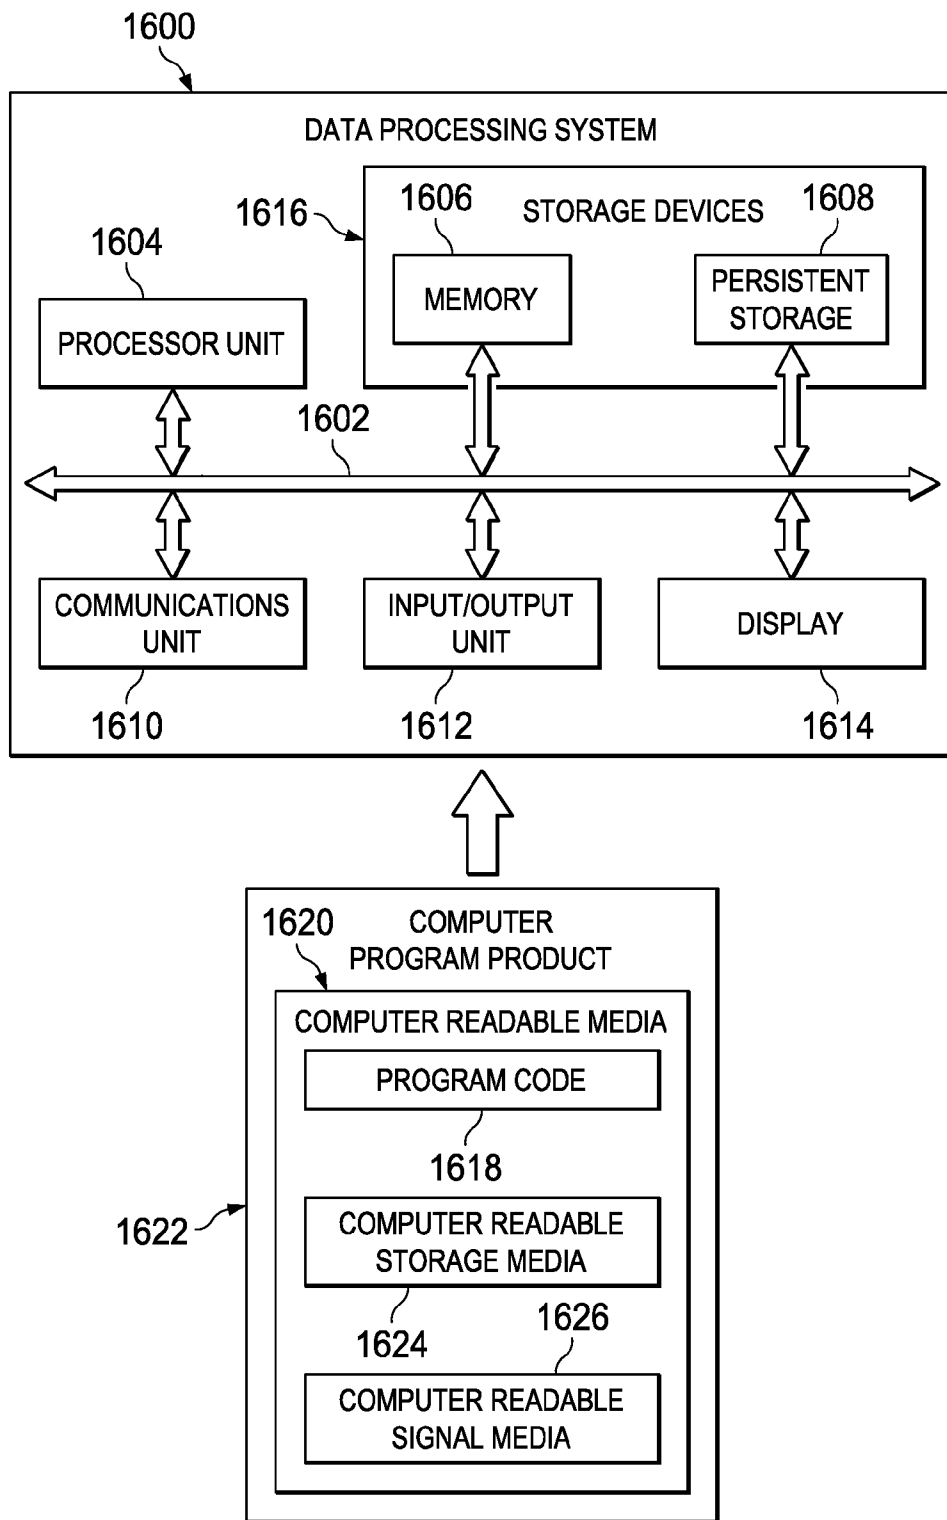 1600
DATA PROCESSING SYSTEM
1616
1606
STORAGE DEVICES
1608
1604
MEMORY
PERSISTENT
STORAGE
PROCESSOR UNIT
1602
COMMUNICATIONS
UNIT
INPUT/OUTPUT
UNIT
DISPLAY
1610
1612
1614
1620
COMPUTER
PROGRAM PRODUCT
COMPUTER READABLE MEDIA
PROGRAM CODE
1618
1622
COMPUTER READABLE
STORAGE MEDIA
1624
1626
COMPUTER READABLE
SIGNAL MEDIA